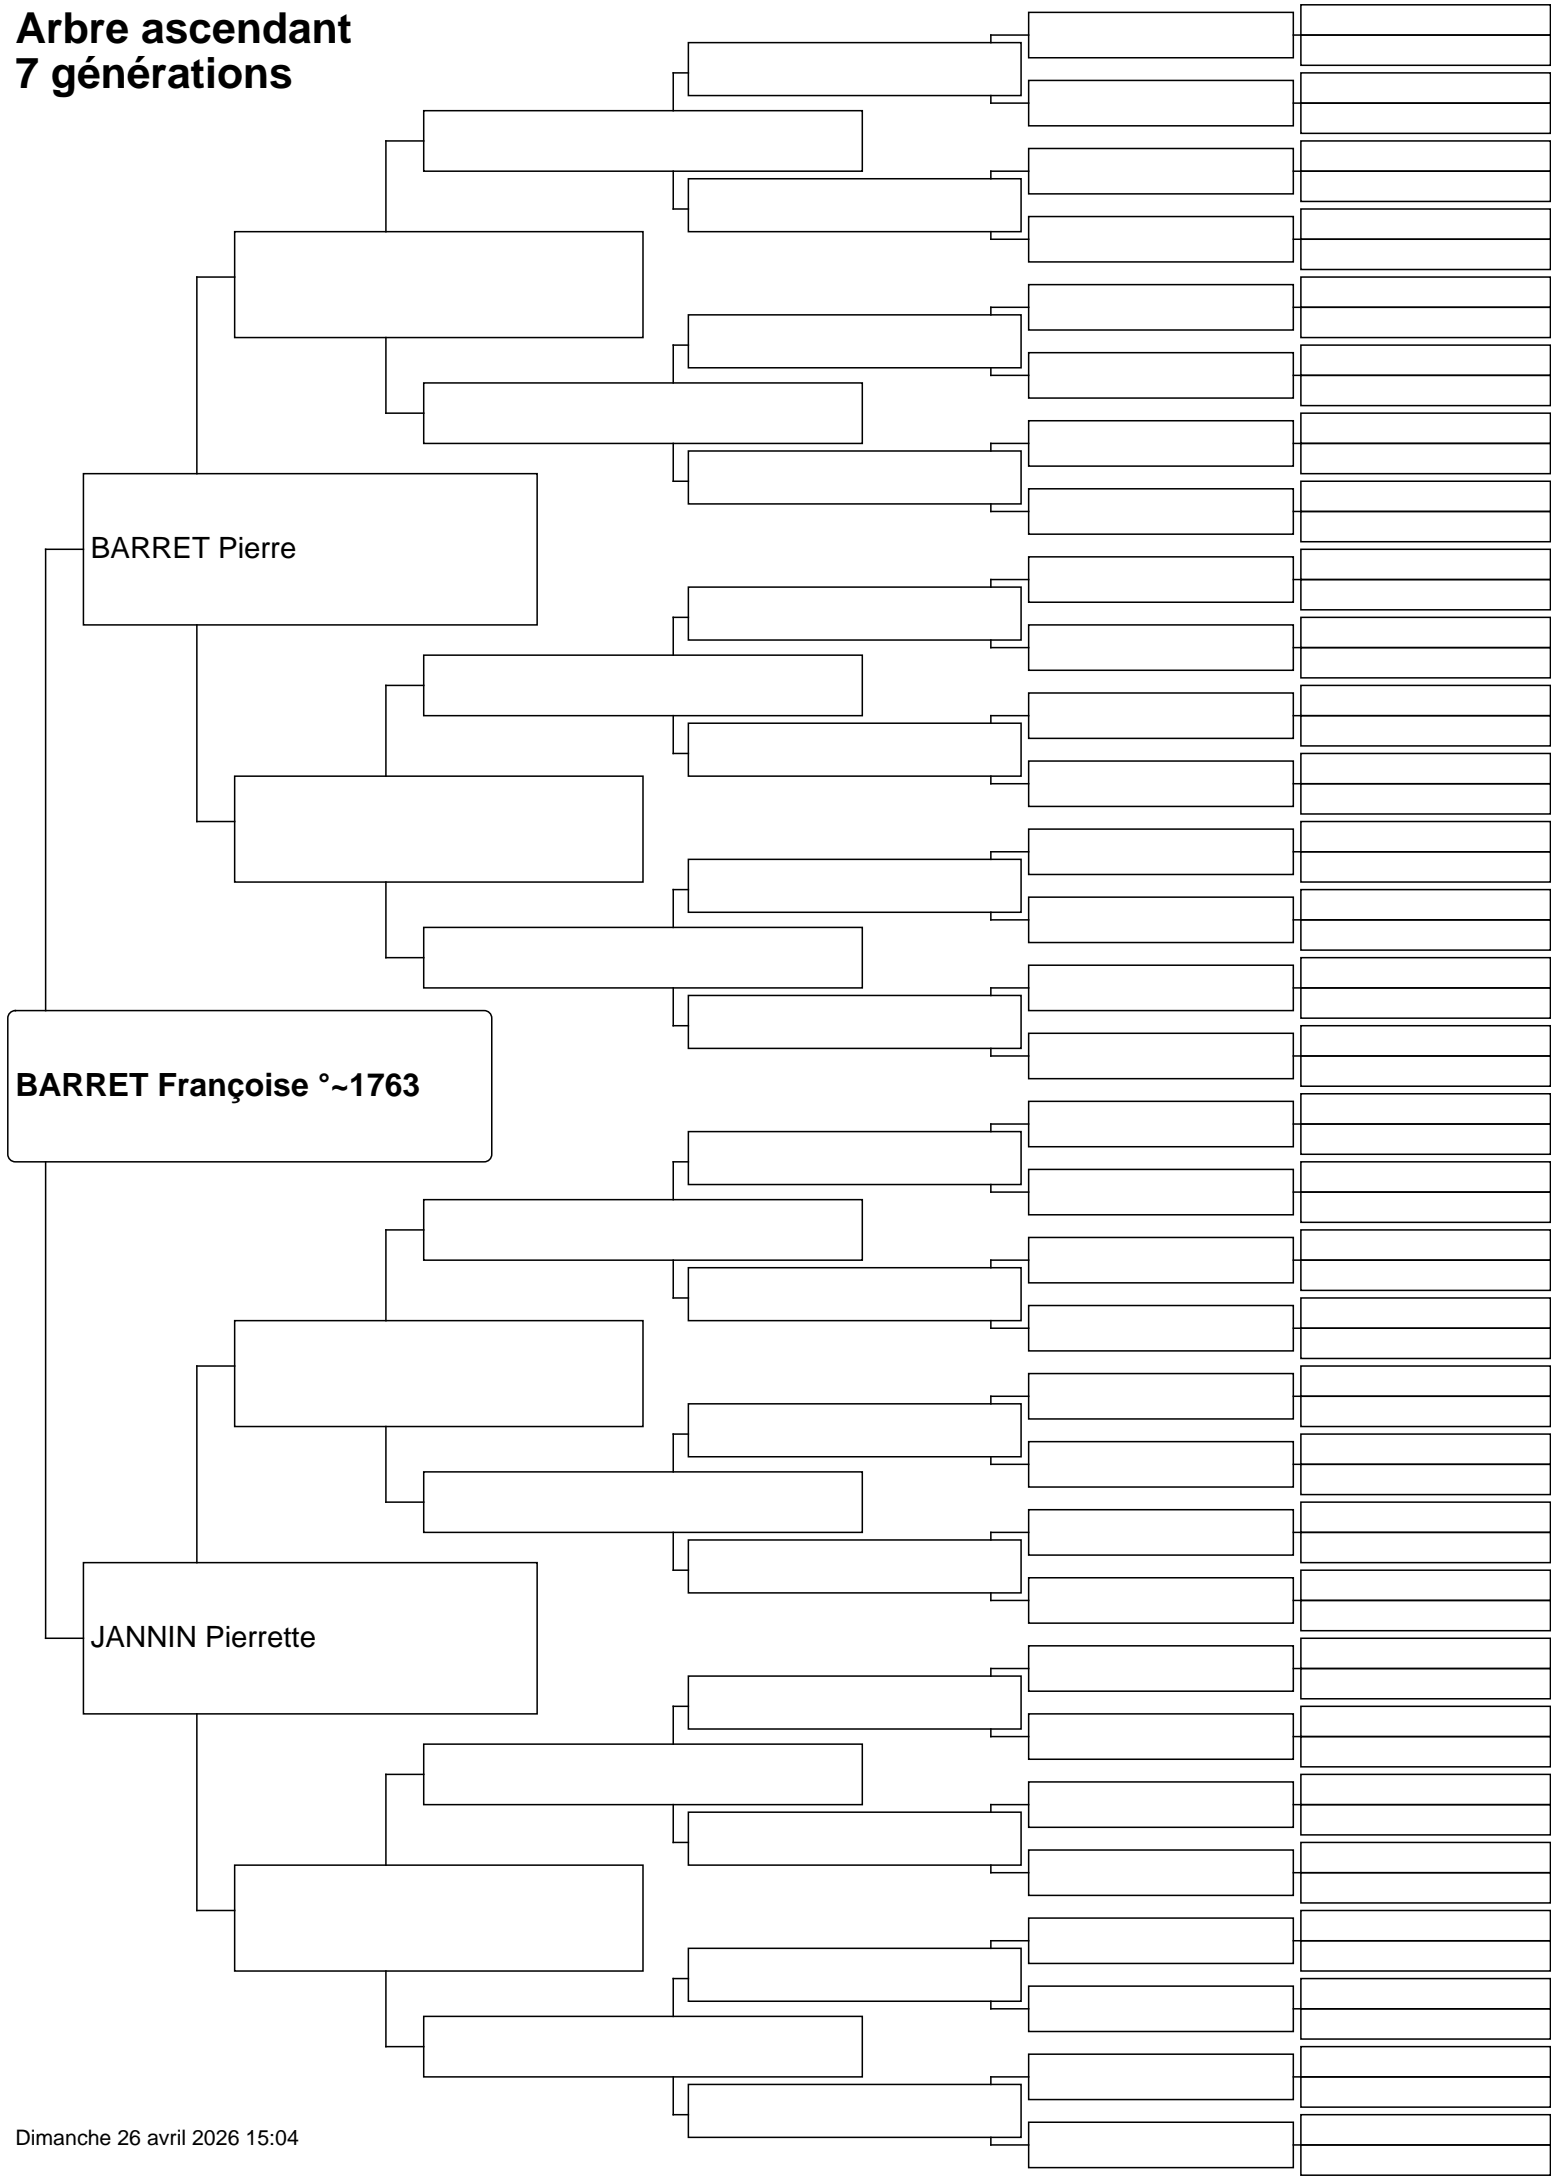 Arbre ascendant
7 générations
BARRET Pierre
BARRET Françoise °~1763
JANNIN Pierrette
Dimanche 26 avril 2026 15:04